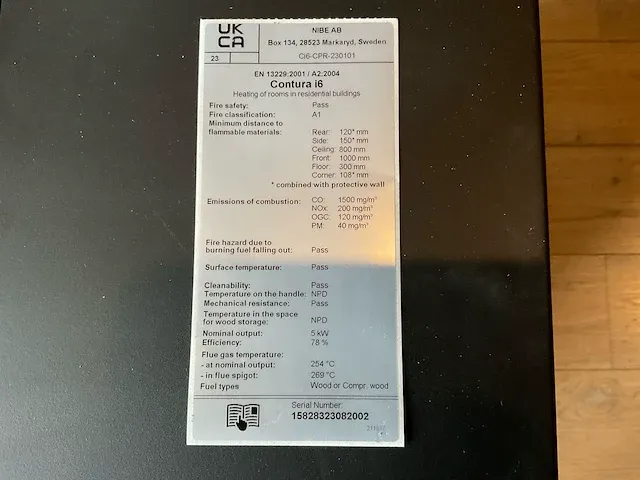 UK
CA
NIBE AB
Box 134, 28523 Markaryd, Sweden
23
Ci6-CPR-230101
EN 13229:2001 / A2:2004
Contura i6
Heating of rooms in residential buildings
Fire safety: Pass
Fire classification: A1
Minimum distance to
flammable materials: Rear: 120* mm
Side: 150* mm
Ceiling: 800 mm
Front: 1000 mm
Floor: 300 mm
Corner: 108* mm
* combined with protective wall
Emissions of combustion: CO: 1500 mg/m³
NOx: 200 mg/m³
OGC: 120 mg/m³
PM: 40 mg/m³
Fire hazard due to
burning fuel falling out: Pass
Surface temperature: Pass
Cleanability: Pass
Temperature on the handle: NPD
Mechanical resistance: Pass
Temperature in the space
for wood storage: NPD
Nominal output: 5 kW
Efficiency: 78 %
Flue gas temperature:
- at nominal output: 254 °C
- in flue spigot: 269 °C
Fuel types Wood or Compr. wood
Serial Number:
15828323082002